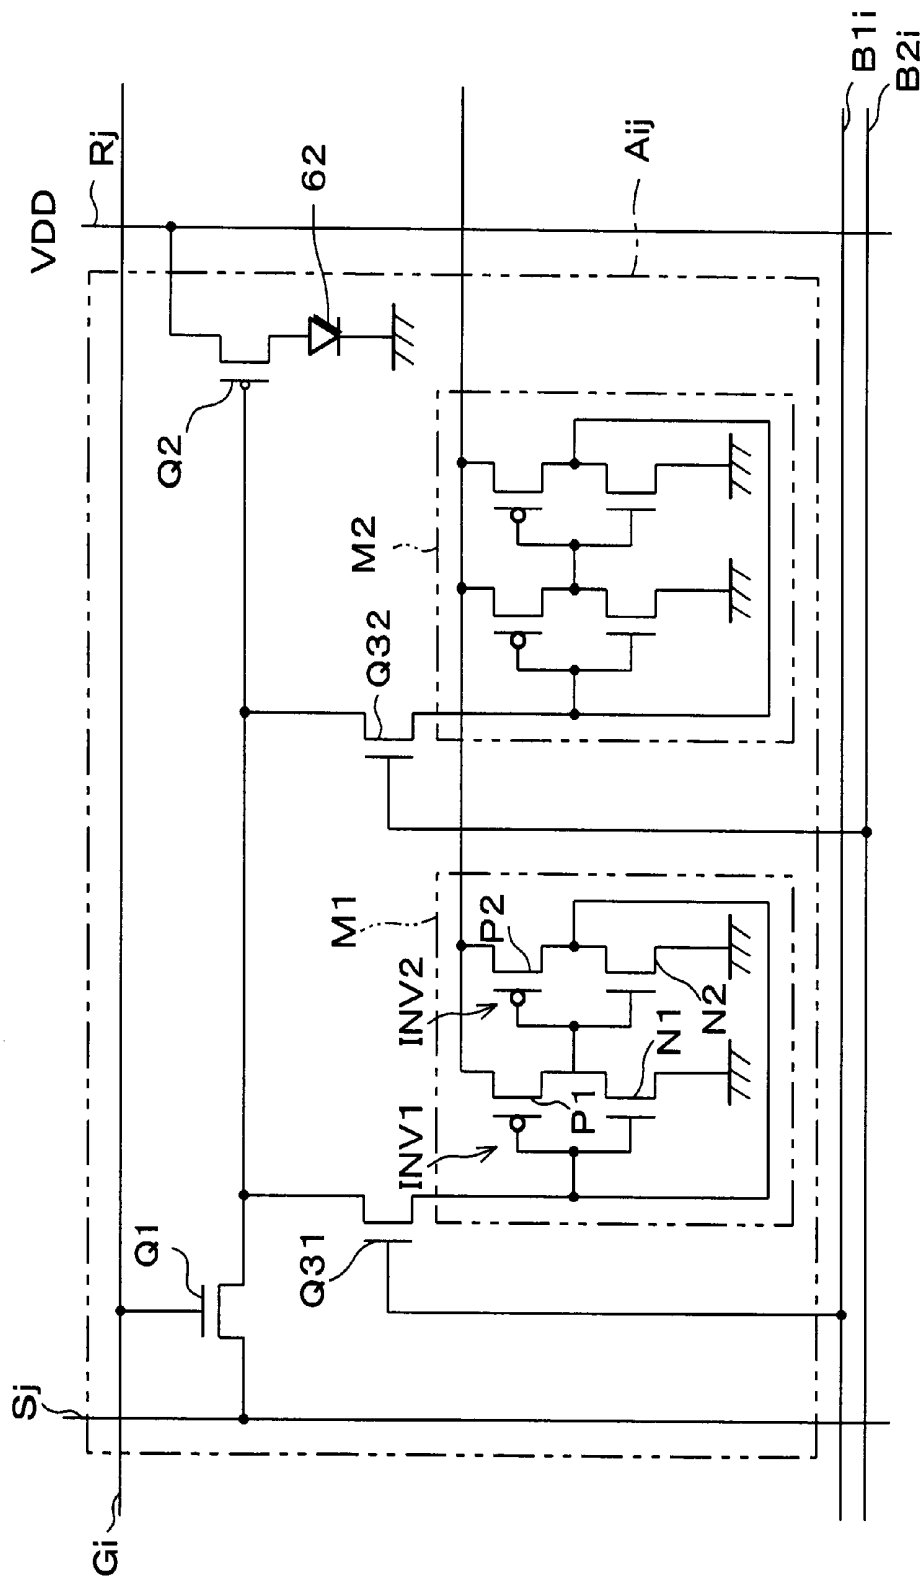 Gi
Sj
Q1
VDD
Rj
Q2
62
Q31
M1
Q32
M2
Aij
INV1
INV2
P1
P2
N1
N2
B1i
B2i